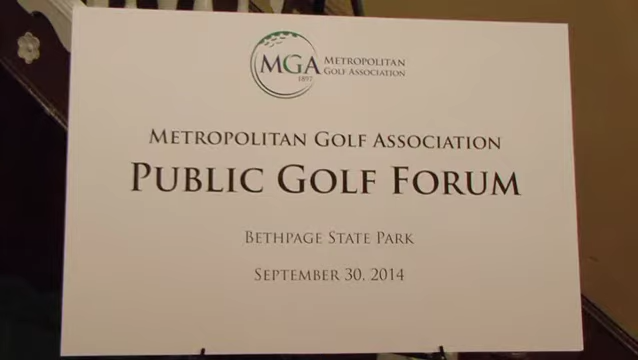 MGA
METROPOLITAN
GOLF ASSOCIATION
1897
METROPOLITAN GOLF ASSOCIATION
PUBLIC GOLF FORUM
BETHPAGE STATE PARK
SEPTEMBER 30, 2014